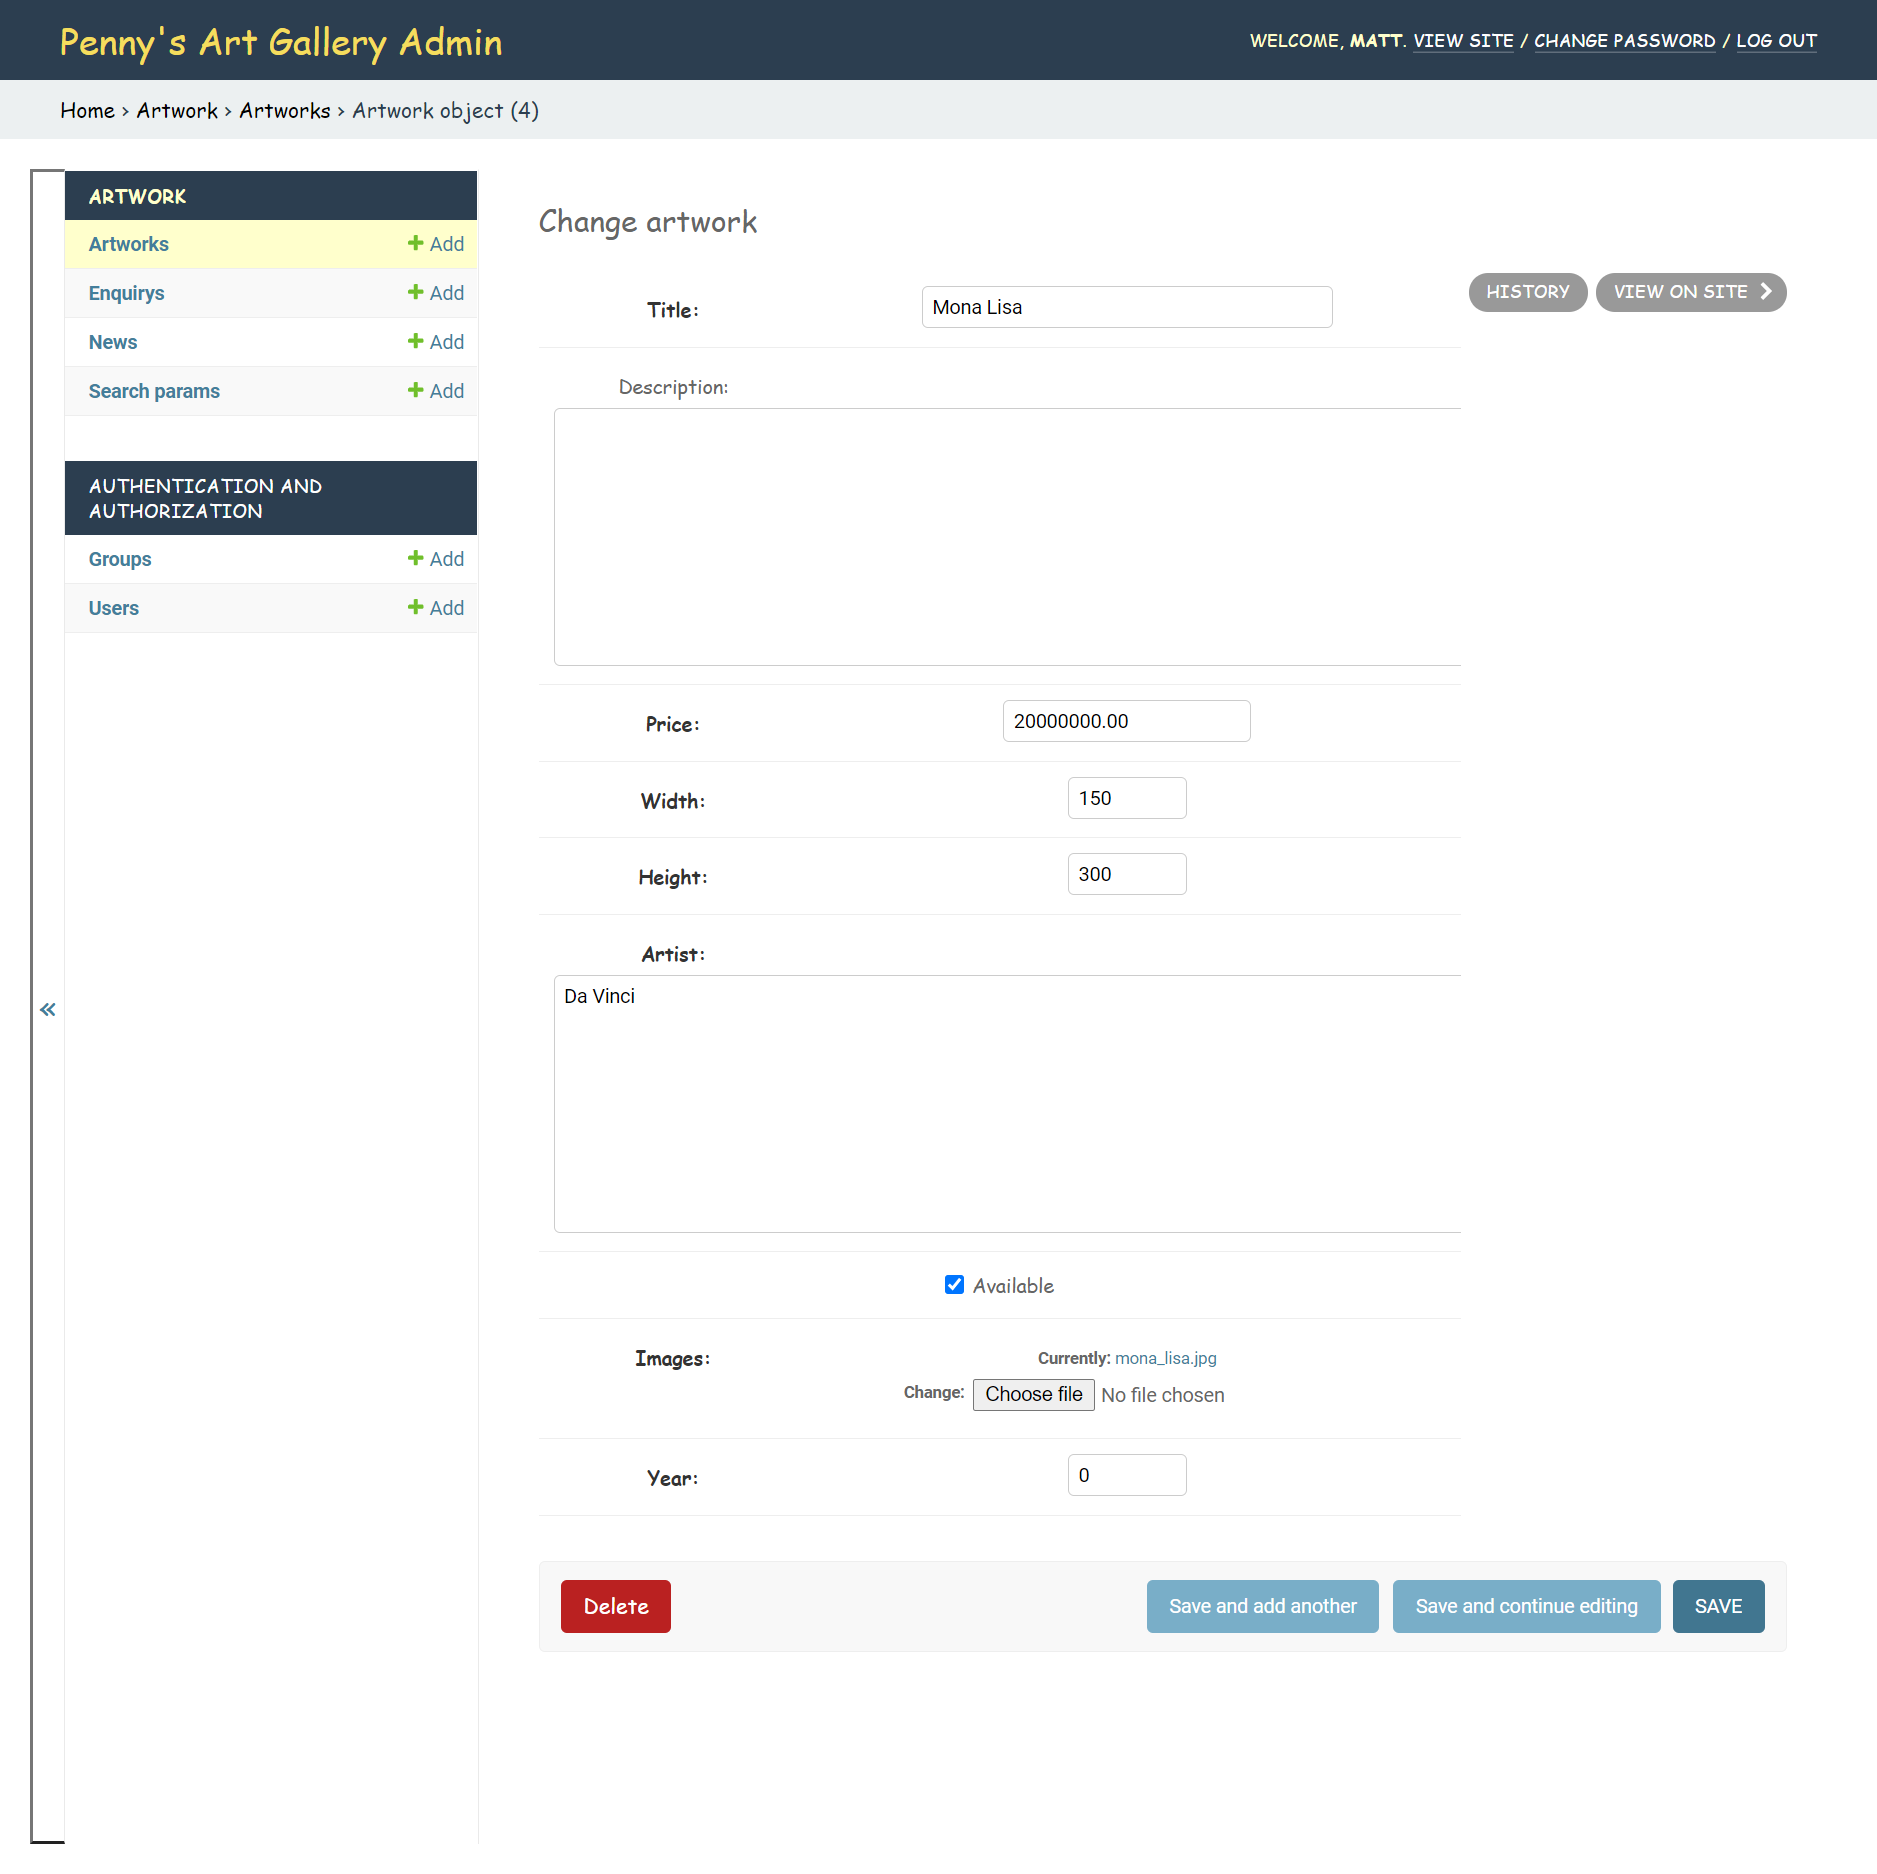 Penny's Art Gallery Admin
WELCOME, MATT. VIEW SITE / CHANGE PASSWORD / LOG OUT
Home › Artwork › Artworks › Artwork object (4)
ARTWORK
Artworks
Add
Enquirys
Add
News
Add
Search params
Add
AUTHENTICATION AND
AUTHORIZATION
Groups
Add
Users
Add
«
Change artwork
HISTORY
VIEW ON SITE
Title:
Mona Lisa
Description:
Price:
20000000.00
Width:
150
Height:
300
Artist:
Da Vinci
Available
Images:
Currently: mona_lisa.jpg
Change: Choose file No file chosen
Year:
0
Delete
Save and add another
Save and continue editing
SAVE